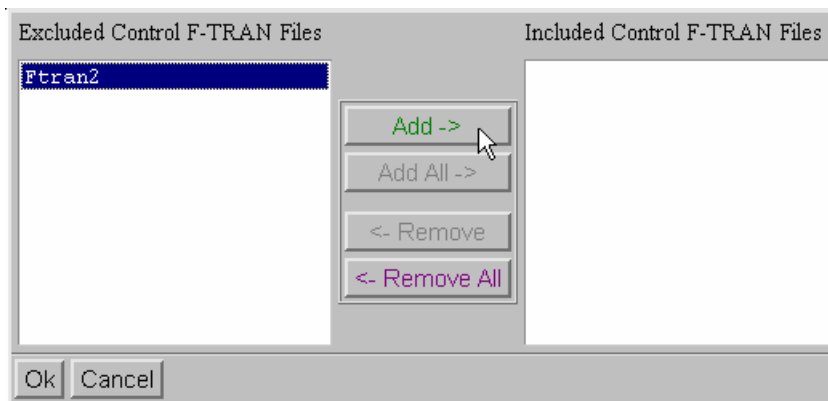 Excluded Control F-TRAN Files
Included Control F-TRAN Files
Ftran2
Add ->
Add All ->
<- Remove
<- Remove All
Ok
Cancel